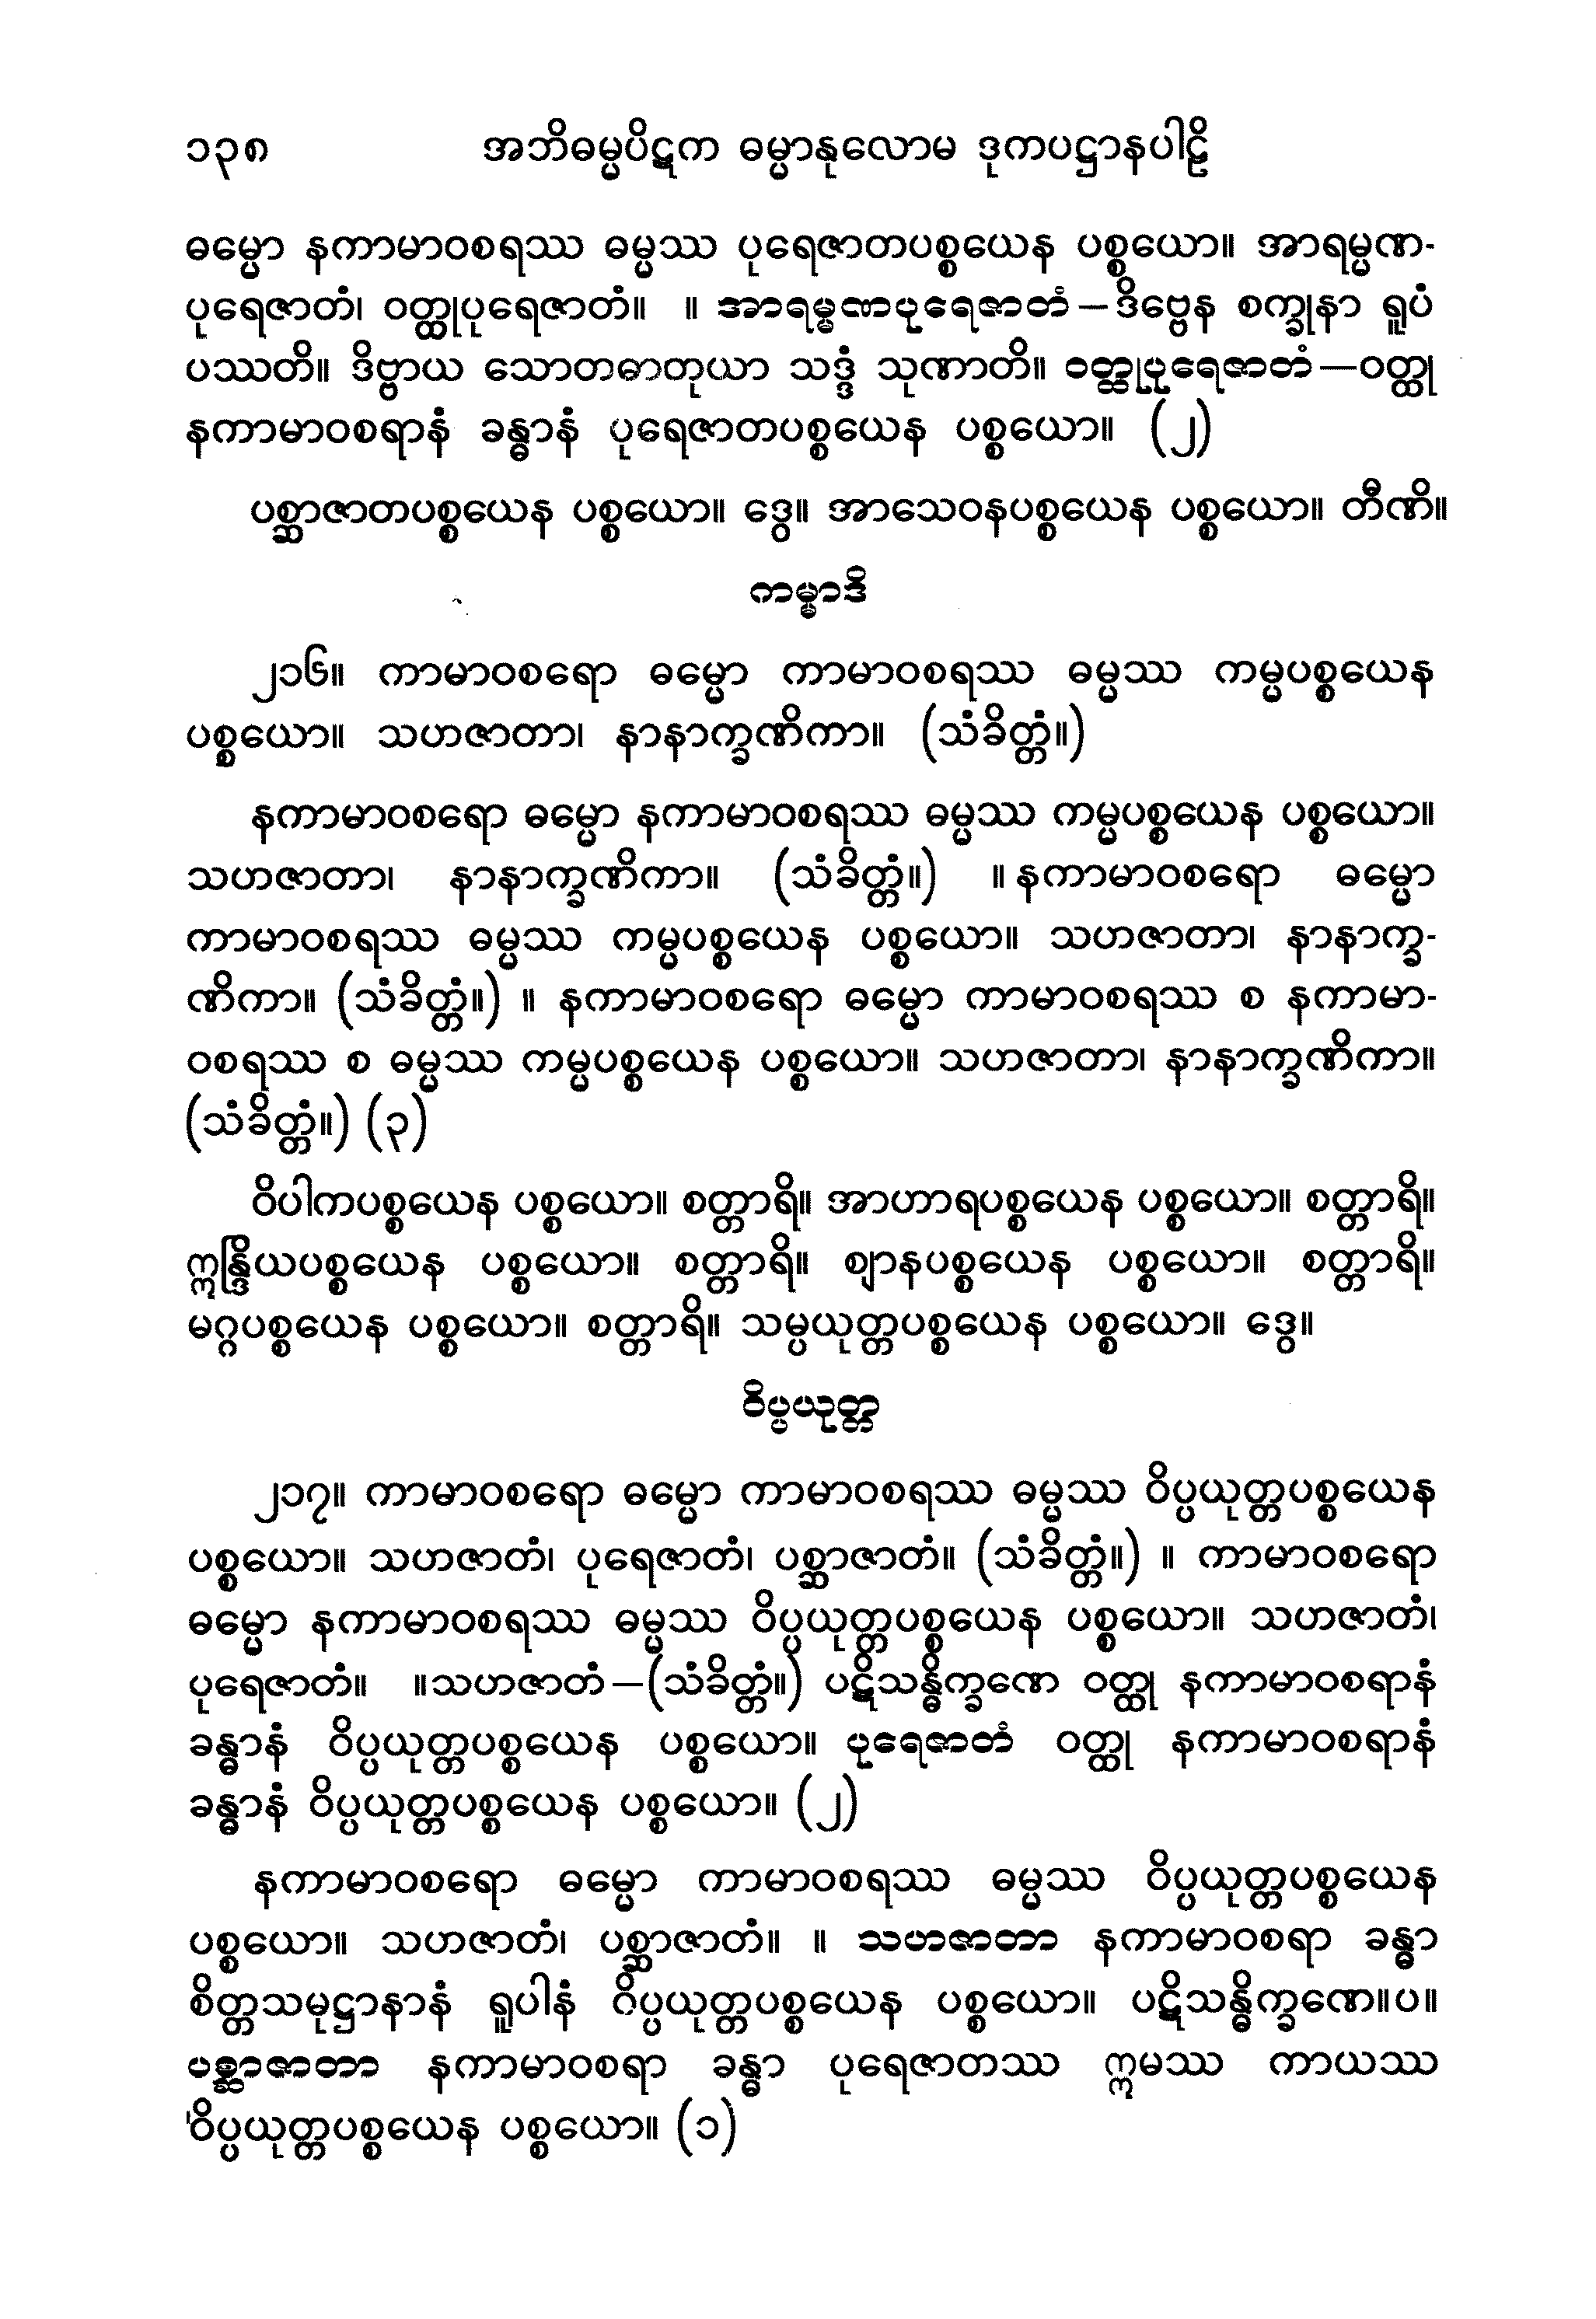 ၁၃၈ အဘိဓမ္မပိဋက ဓမ္မာနုလောမ ဒုကပဋ္ဌာနပါဠိ
ဓမ္မော နကာမာဝစရဿ ဓမ္မဿ ပုရေဇာတပစ္စယေန ပစ္စယော။ အာရမ္မဏ-
ပုရေဇာတံ၊ ဝတ္ထုပုရေဇာတံ။ ။ အာရမ္မဏပုရေဇာတံ–ဒိဗ္ဗေန စက္ခုနာ ရူပံ
ပဿတိ။ ဒိဗ္ဗာယ သောတဓာတုယာ သဒ္ဒံ သုဏာတိ။ ဝတ္ထုပုရေဇာတံ–ဝတ္ထု
နကာမာဝစရာနံ ခန္ဓာနံ ပုရေဇာတပစ္စယေန ပစ္စယော။ (၂)
ပစ္ဆာဇာတပစ္စယေန ပစ္စယော။ ဒွေ။ အာသေဝနပစ္စယေန ပစ္စယော။ တီဏိ။
ကမ္မာဒိ
၂၁၆။ ကာမာဝစရော ဓမ္မော ကာမာဝစရဿ ဓမ္မဿ ကမ္မပစ္စယေန
ပစ္စယော။ သဟဇာတာ၊ နာနာက္ခဏိကာ။ (သံခိတ္တံ။)
နကာမာဝစရော ဓမ္မော နကာမာဝစရဿ ဓမ္မဿ ကမ္မပစ္စယေန ပစ္စယော။
သဟဇာတာ၊ နာနာက္ခဏိကာ။ (သံခိတ္တံ။) ။ နကာမာဝစရော ဓမ္မော
ကာမာဝစရဿ ဓမ္မဿ ကမ္မပစ္စယေန ပစ္စယော။ သဟဇာတာ၊ နာနာက္ခ-
ဏိကာ။ (သံခိတ္တံ။) ။ နကာမာဝစရော ဓမ္မော ကာမာဝစရဿ စ နကာမာ-
ဝစရဿ စ ဓမ္မဿ ကမ္မပစ္စယေန ပစ္စယော။ သဟဇာတာ၊ နာနာက္ခဏိကာ။
(သံခိတ္တံ။) (၃)
ဝိပါကပစ္စယေန ပစ္စယော။ စတ္တာရိ။ အာဟာရပစ္စယေန ပစ္စယော။ စတ္တာရိ။
ဣန္ဒြိယပစ္စယေန ပစ္စယော။ စတ္တာရိ။ ဈာနပစ္စယေန ပစ္စယော။ စတ္တာရိ။
မဂ္ဂပစ္စယေန ပစ္စယော။ စတ္တာရိ။ သမ္ပယုတ္တပစ္စယေန ပစ္စယော။ ဒွေ။
ဝိပ္ပယုတ္တ
၂၁၇။ ကာမာဝစရော ဓမ္မော ကာမာဝစရဿ ဓမ္မဿ ဝိပ္ပယုတ္တပစ္စယေန
ပစ္စယော။ သဟဇာတံ၊ ပုရေဇာတံ၊ ပစ္ဆာဇာတံ။ (သံခိတ္တံ။) ။ ကာမာဝစရော
ဓမ္မော နကာမာဝစရဿ ဓမ္မဿ ဝိပ္ပယုတ္တပစ္စယေန ပစ္စယော။ သဟဇာတံ၊
ပုရေဇာတံ။ ။သဟဇာတံ–(သံခိတ္တံ။) ပဋိသန္ဓိက္ခဏေ ဝတ္ထု နကာမာဝစရာနံ
ခန္ဓာနံ ဝိပ္ပယုတ္တပစ္စယေန ပစ္စယော။ ပုရေဇာတံ ဝတ္ထု နကာမာဝစရာနံ
ခန္ဓာနံ ဝိပ္ပယုတ္တပစ္စယေန ပစ္စယော။ (၂)
နကာမာဝစရော ဓမ္မော ကာမာဝစရဿ ဓမ္မဿ ဝိပ္ပယုတ္တပစ္စယေန
ပစ္စယော။ သဟဇာတံ၊ ပစ္ဆာဇာတံ။ ။ သဟဇာတာ နကာမာဝစရာ ခန္ဓာ
စိတ္တသမုဋ္ဌာနာနံ ရူပါနံ ဝိပ္ပယုတ္တပစ္စယေန ပစ္စယော။ ပဋိသန္ဓိက္ခဏေ။ပ။
ပစ္ဆာဇာတာ နကာမာဝစရာ ခန္ဓာ ပုရေဇာတဿ ဣမဿ ကာယဿ
ဝိပ္ပယုတ္တပစ္စယေန ပစ္စယော။ (၁)